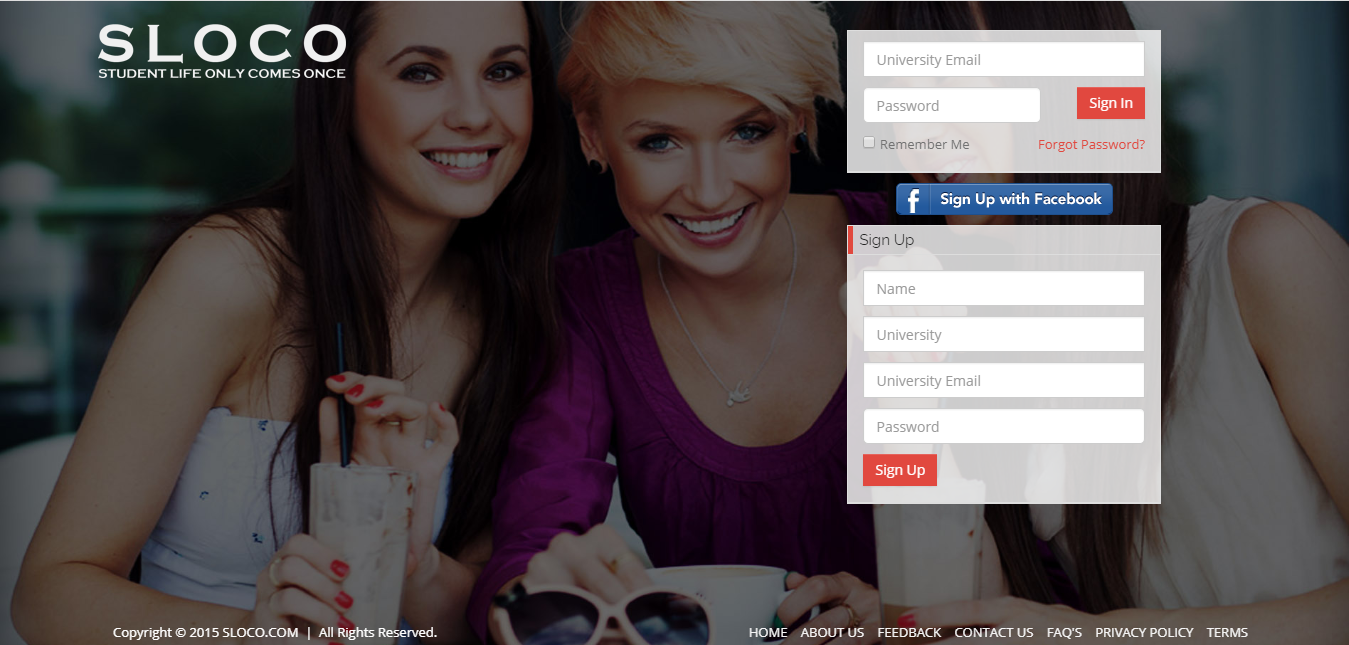 SLOCO
STUDENT LIFE ONLY COMES ONCE
University Email
Password
Sign In
Remember Me
Forgot Password?
f Sign Up with Facebook
Sign Up
Name
University
University Email
Password
Sign Up
Copyright © 2015 SLOCO.COM | All Rights Reserved.
HOME ABOUT US FEEDBACK CONTACT US FAQ'S PRIVACY POLICY TERMS